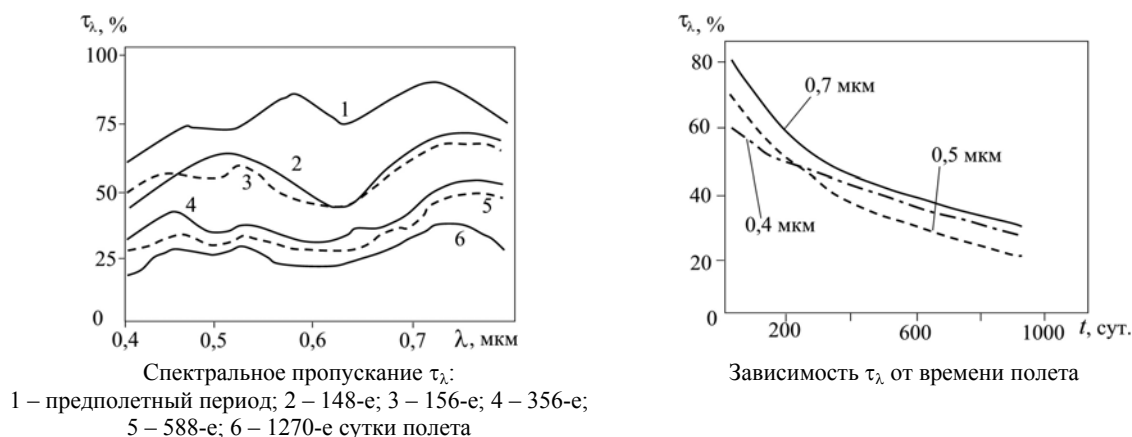 τλ, %
100
75
50
25
0
1
2
3
4
5
6
0,4
0,5
0,6
0,7
λ, мкм
Спектральное пропускание τλ:
1 – предполетный период; 2 – 148-е; 3 – 156-е; 4 – 356-е;
5 – 588-е; 6 – 1270-е сутки полета
τλ, %
80
60
40
20
0
0,7 мкм
0,5 мкм
0,4 мкм
200
600
1000
t, сут.
Зависимость τλ от времени полета